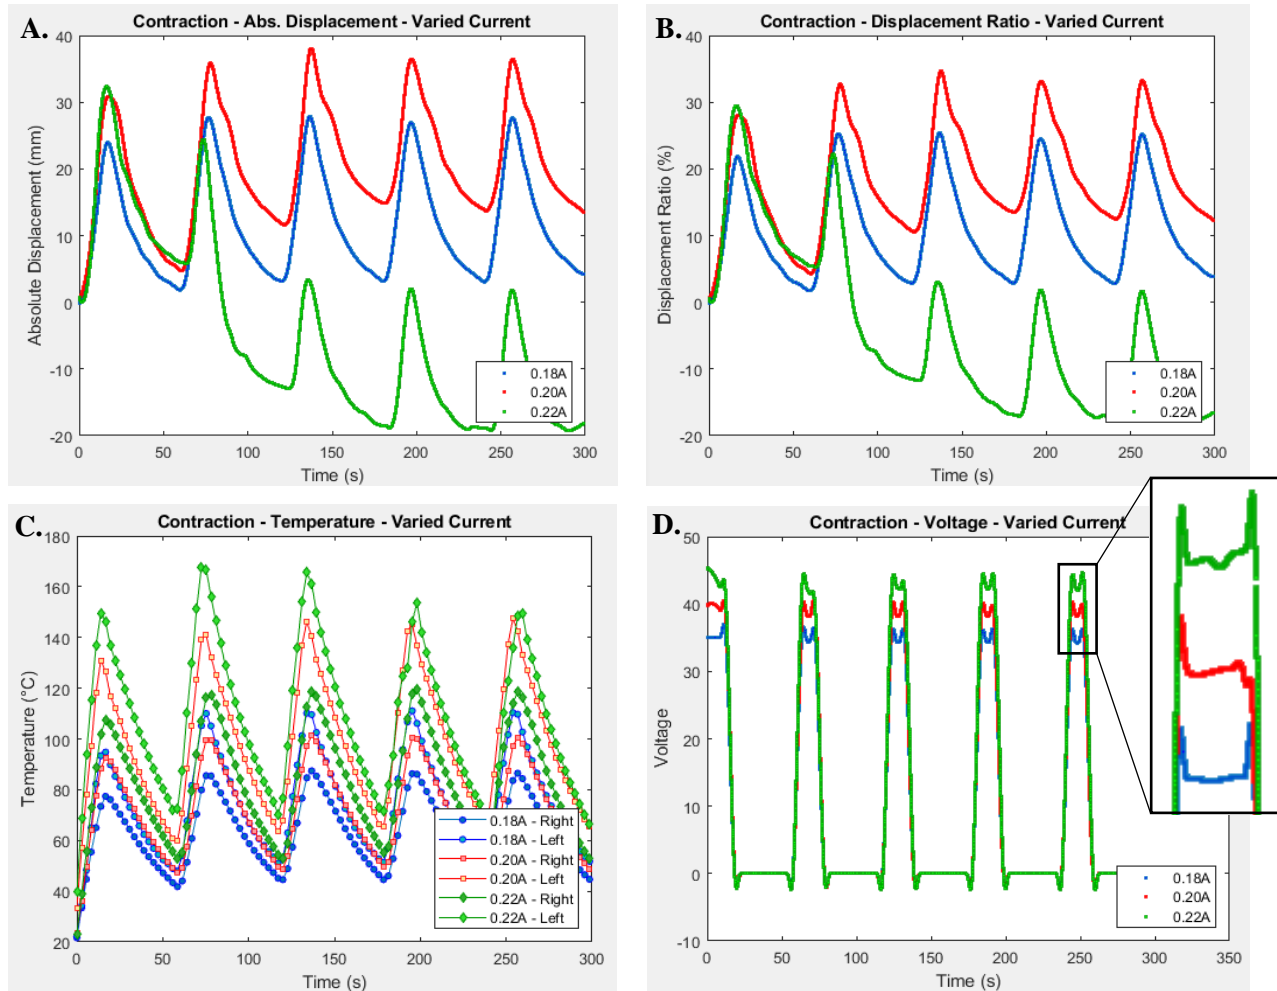 A.
Contraction - Abs. Displacement - Varied Current
Absolute Displacement (mm)
40
30
20
10
0
-10
-20
0 50 100 150 200 250 300
Time (s)
0.18A
0.20A
0.22A
B.
Contraction - Displacement Ratio - Varied Current
Displacement Ratio (%)
40
30
20
10
0
-10
-20
0 50 100 150 200 250 300
Time (s)
0.18A
0.20A
0.22A
C.
Contraction - Temperature - Varied Current
Temperature (°C)
180
160
140
120
100
80
60
40
20
0 50 100 150 200 250 300
Time (s)
0.18A - Right
0.18A - Left
0.20A - Right
0.20A - Left
0.22A - Right
0.22A - Left
D.
Contraction - Voltage - Varied Current
Voltage
50
40
30
20
10
0
-10
0 50 100 150 200 250 300 350
Time (s)
0.18A
0.20A
0.22A